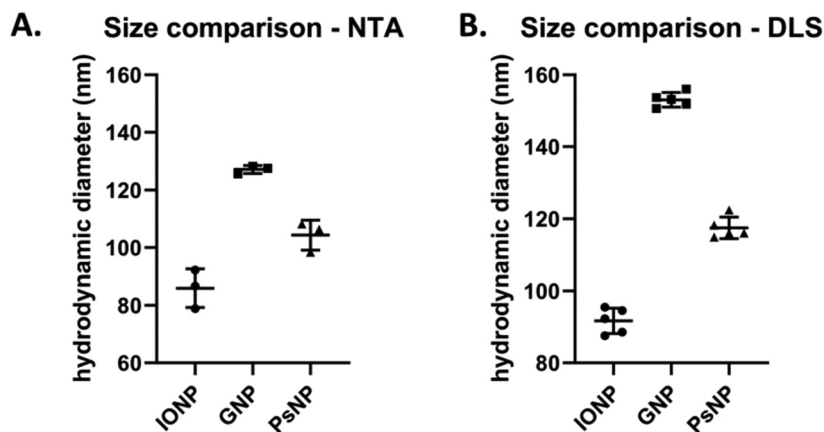 A.
Size comparison - NTA
hydrodynamic diameter (nm)
160
140
120
100
80
60
IONP
GNP
PsNP
B.
Size comparison - DLS
hydrodynamic diameter (nm)
160
140
120
100
80
IONP
GNP
PsNP